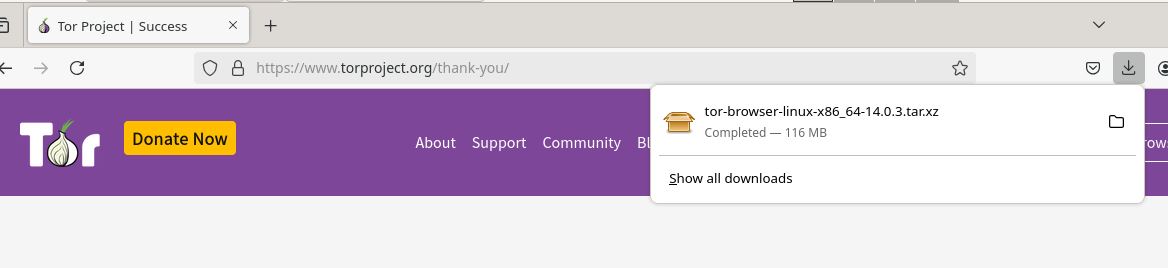 Tor Project | Success
https://www.torproject.org/thank-you/
tor-browser-linux-x86_64-14.0.3.tar.xz
Completed — 116 MB
Show all downloads
Tor
Donate Now
About
Support
Community